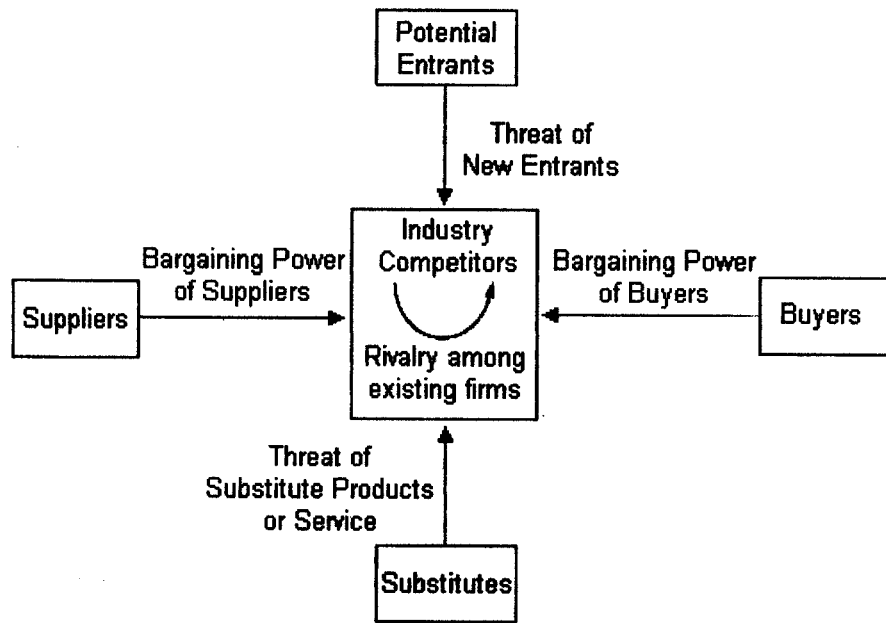 Potential
Entrants
Threat of
New Entrants
Industry
Competitors
Bargaining Power
of Suppliers
Bargaining Power
of Buyers
Suppliers
Buyers
Rivalry among
existing firms
Threat of
Substitute Products
or Service
Substitutes